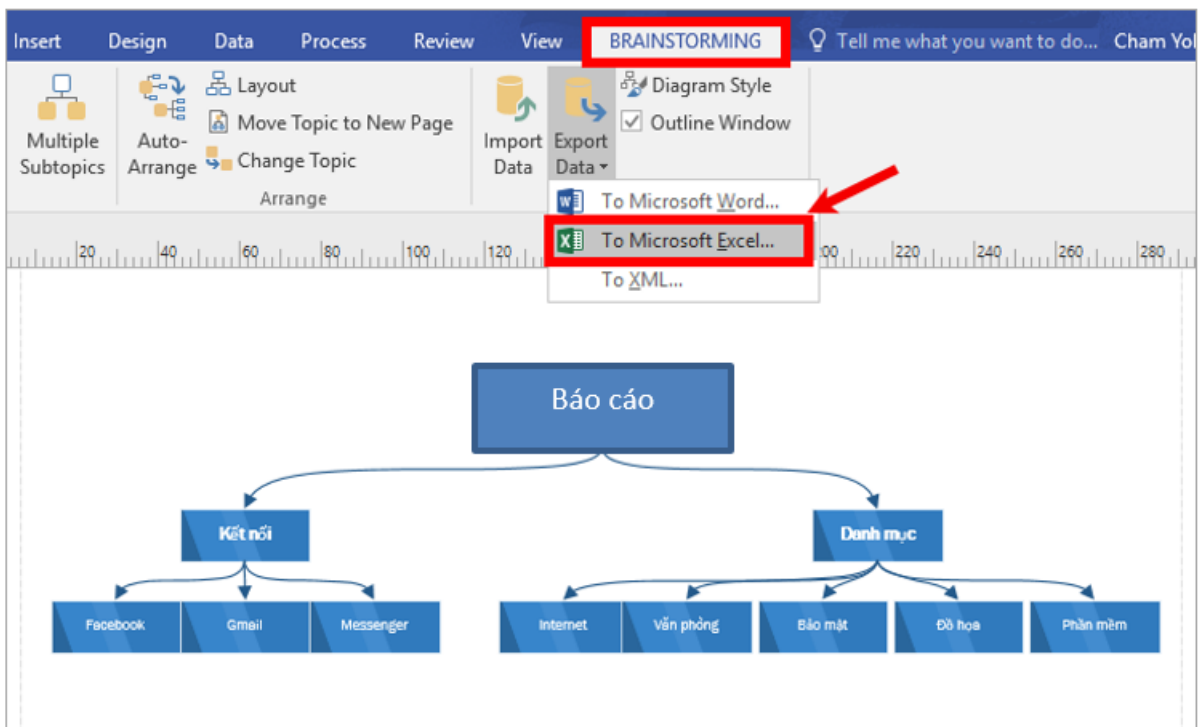 Insert Design Data Process Review View BRAINSTORMING Tell me what you want to do... Cham Yol
Multiple Subtopics
Auto-Arrange
Layout
Move Topic to New Page
Change Topic
Arrange
Import Data
Export Data
Diagram Style
Outline Window
To Microsoft Word...
To Microsoft Excel...
To XML...
20 40 60 80 100 120 200 220 240 260 280
Báo cáo
Kết nối Danh mục
Facebook Gmail Messenger Internet Văn phòng Bảo mật Đồ họa Phần mềm